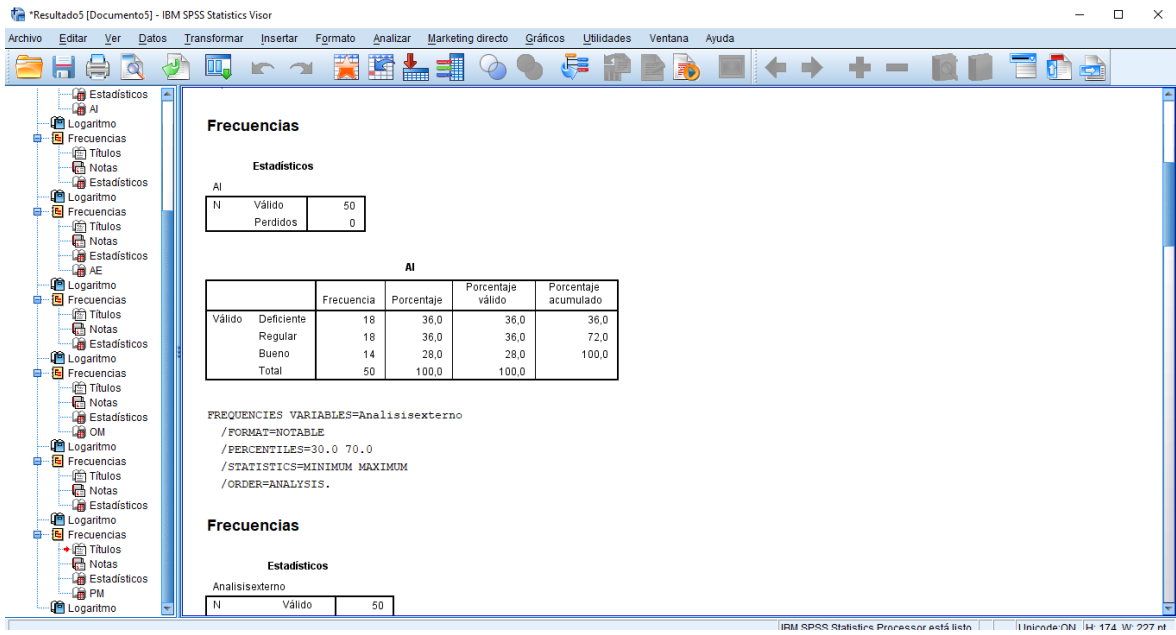 *Resultado5 [Documento5] - IBM SPSS Statistics Visor
Archivo Editar Ver Datos Transformar Insertar Formato Analizar Marketing directo Gráficos Utilidades Ventana Ayuda
Estadísticos
AI
Logaritmo
Frecuencias
Títulos
Notas
Estadísticos
Logaritmo
Frecuencias
Títulos
Notas
Estadísticos
AE
Logaritmo
Frecuencias
Títulos
Notas
Estadísticos
Logaritmo
Frecuencias
Títulos
Notas
Estadísticos
OM
Logaritmo
Frecuencias
Títulos
Notas
Estadísticos
Logaritmo
Frecuencias
Títulos
Notas
Estadísticos
PM
Logaritmo
Frecuencias
Estadísticos
AI
N Válido 50
Perdidos 0
AI
Frecuencia Porcentaje Porcentaje válido Porcentaje acumulado
Válido Deficiente 18 36,0 36,0 36,0
Regular 18 36,0 36,0 72,0
Bueno 14 28,0 28,0 100,0
Total 50 100,0 100,0
FREQUENCIES VARIABLES=Analisisexterno
/FORMAT=NOTABLE
/PERCENTILES=30.0 70.0
/STATISTICS=MINIMUM MAXIMUM
/ORDER=ANALYSIS.
Frecuencias
Estadísticos
Analisisexterno
N Válido 50
IBM SPSS Statistics Processor está listo Unicode:ON H: 174, W: 227 pt